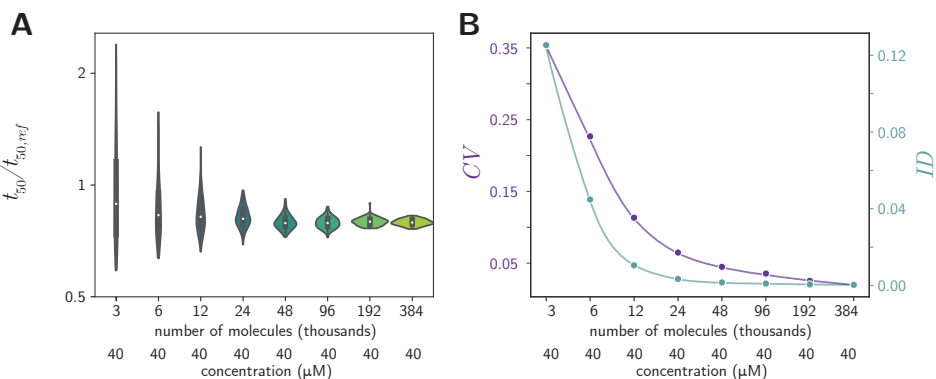 A
t50/t50,ref
2
1
0.5
3 6 12 24 48 96 192 384
number of molecules (thousands)
40 40 40 40 40 40 40 40
concentration (μM)
B
CV
0.35
0.25
0.15
0.05
ID
0.12
0.08
0.04
0.00
3 6 12 24 48 96 192 384
number of molecules (thousands)
40 40 40 40 40 40 40 40
concentration (μM)